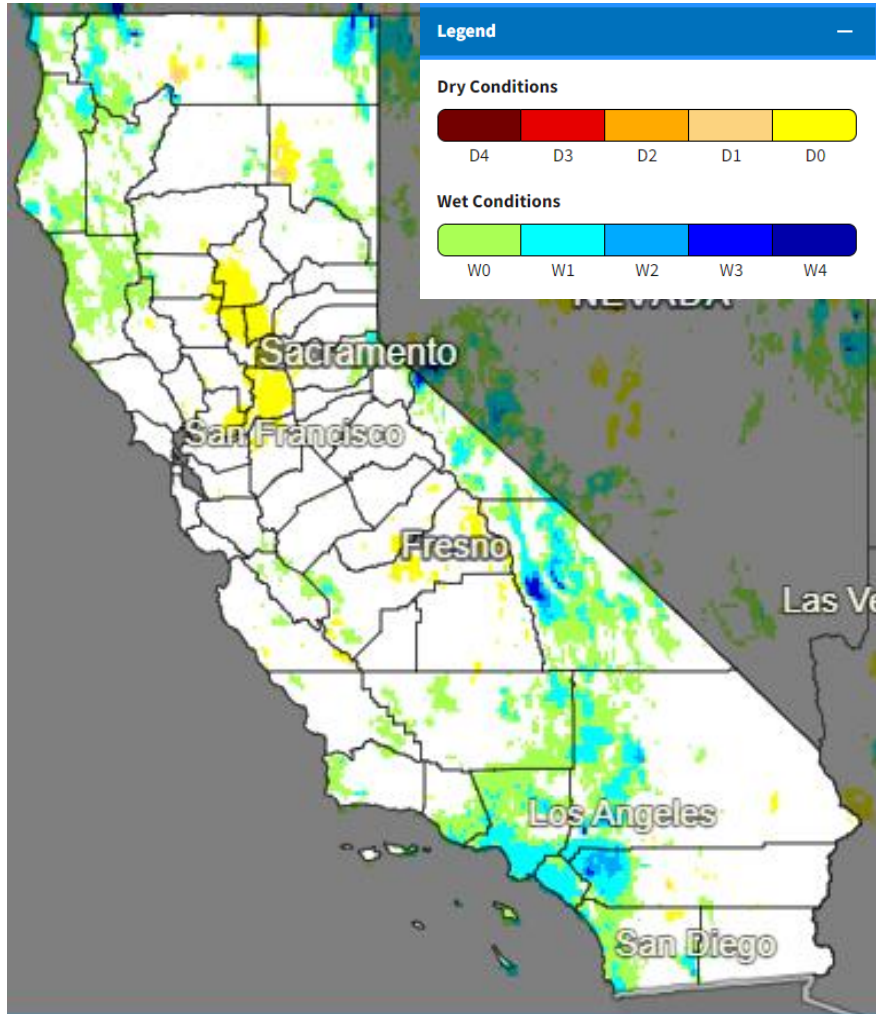 Legend
Dry Conditions
D4 D3 D2 D1 D0
Wet Conditions
W0 W1 W2 W3 W4
NEVADA
Sacramento
San Francisco
Fresno
Las Ve
Los Angeles
San Diego